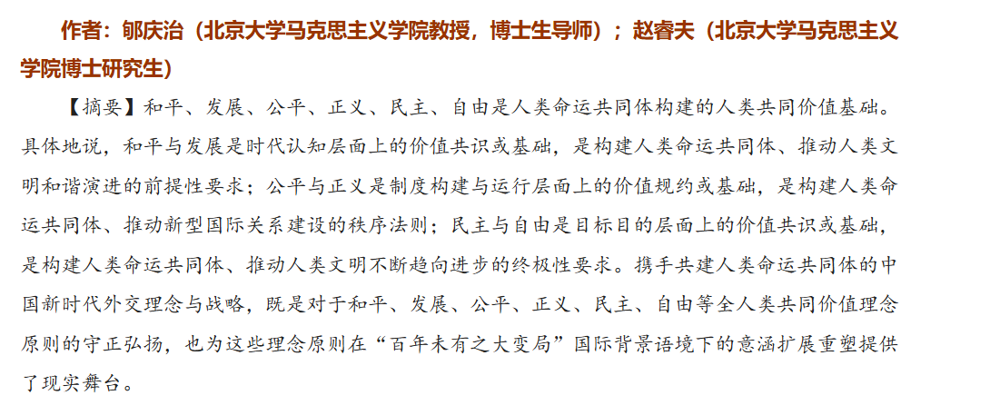 作者：郇庆治（北京大学马克思主义学院教授，博士生导师）；赵睿夫（北京大学马克思主义
学院博士研究生）
【摘要】和平、发展、公平、正义、民主、自由是人类命运共同体构建的人类共同价值基础。
具体地说，和平与发展是时代认知层面上的价值共识或基础，是构建人类命运共同体、推动人类文
明和谐演进的前提性要求；公平与正义是制度构建与运行层面上的价值规约或基础，是构建人类命
运共同体、推动新型国际关系建设的秩序法则；民主与自由是目标目的层面上的价值共识或基础，
是构建人类命运共同体、推动人类文明不断趋向进步的终极性要求。携手共建人类命运共同体的中
国新时代外交理念与战略，既是对于和平、发展、公平、正义、民主、自由等全人类共同价值理念
原则的守正弘扬，也为这些理念原则在“百年未有之大变局”国际背景语境下的意涵扩展重塑提供
了现实舞台。